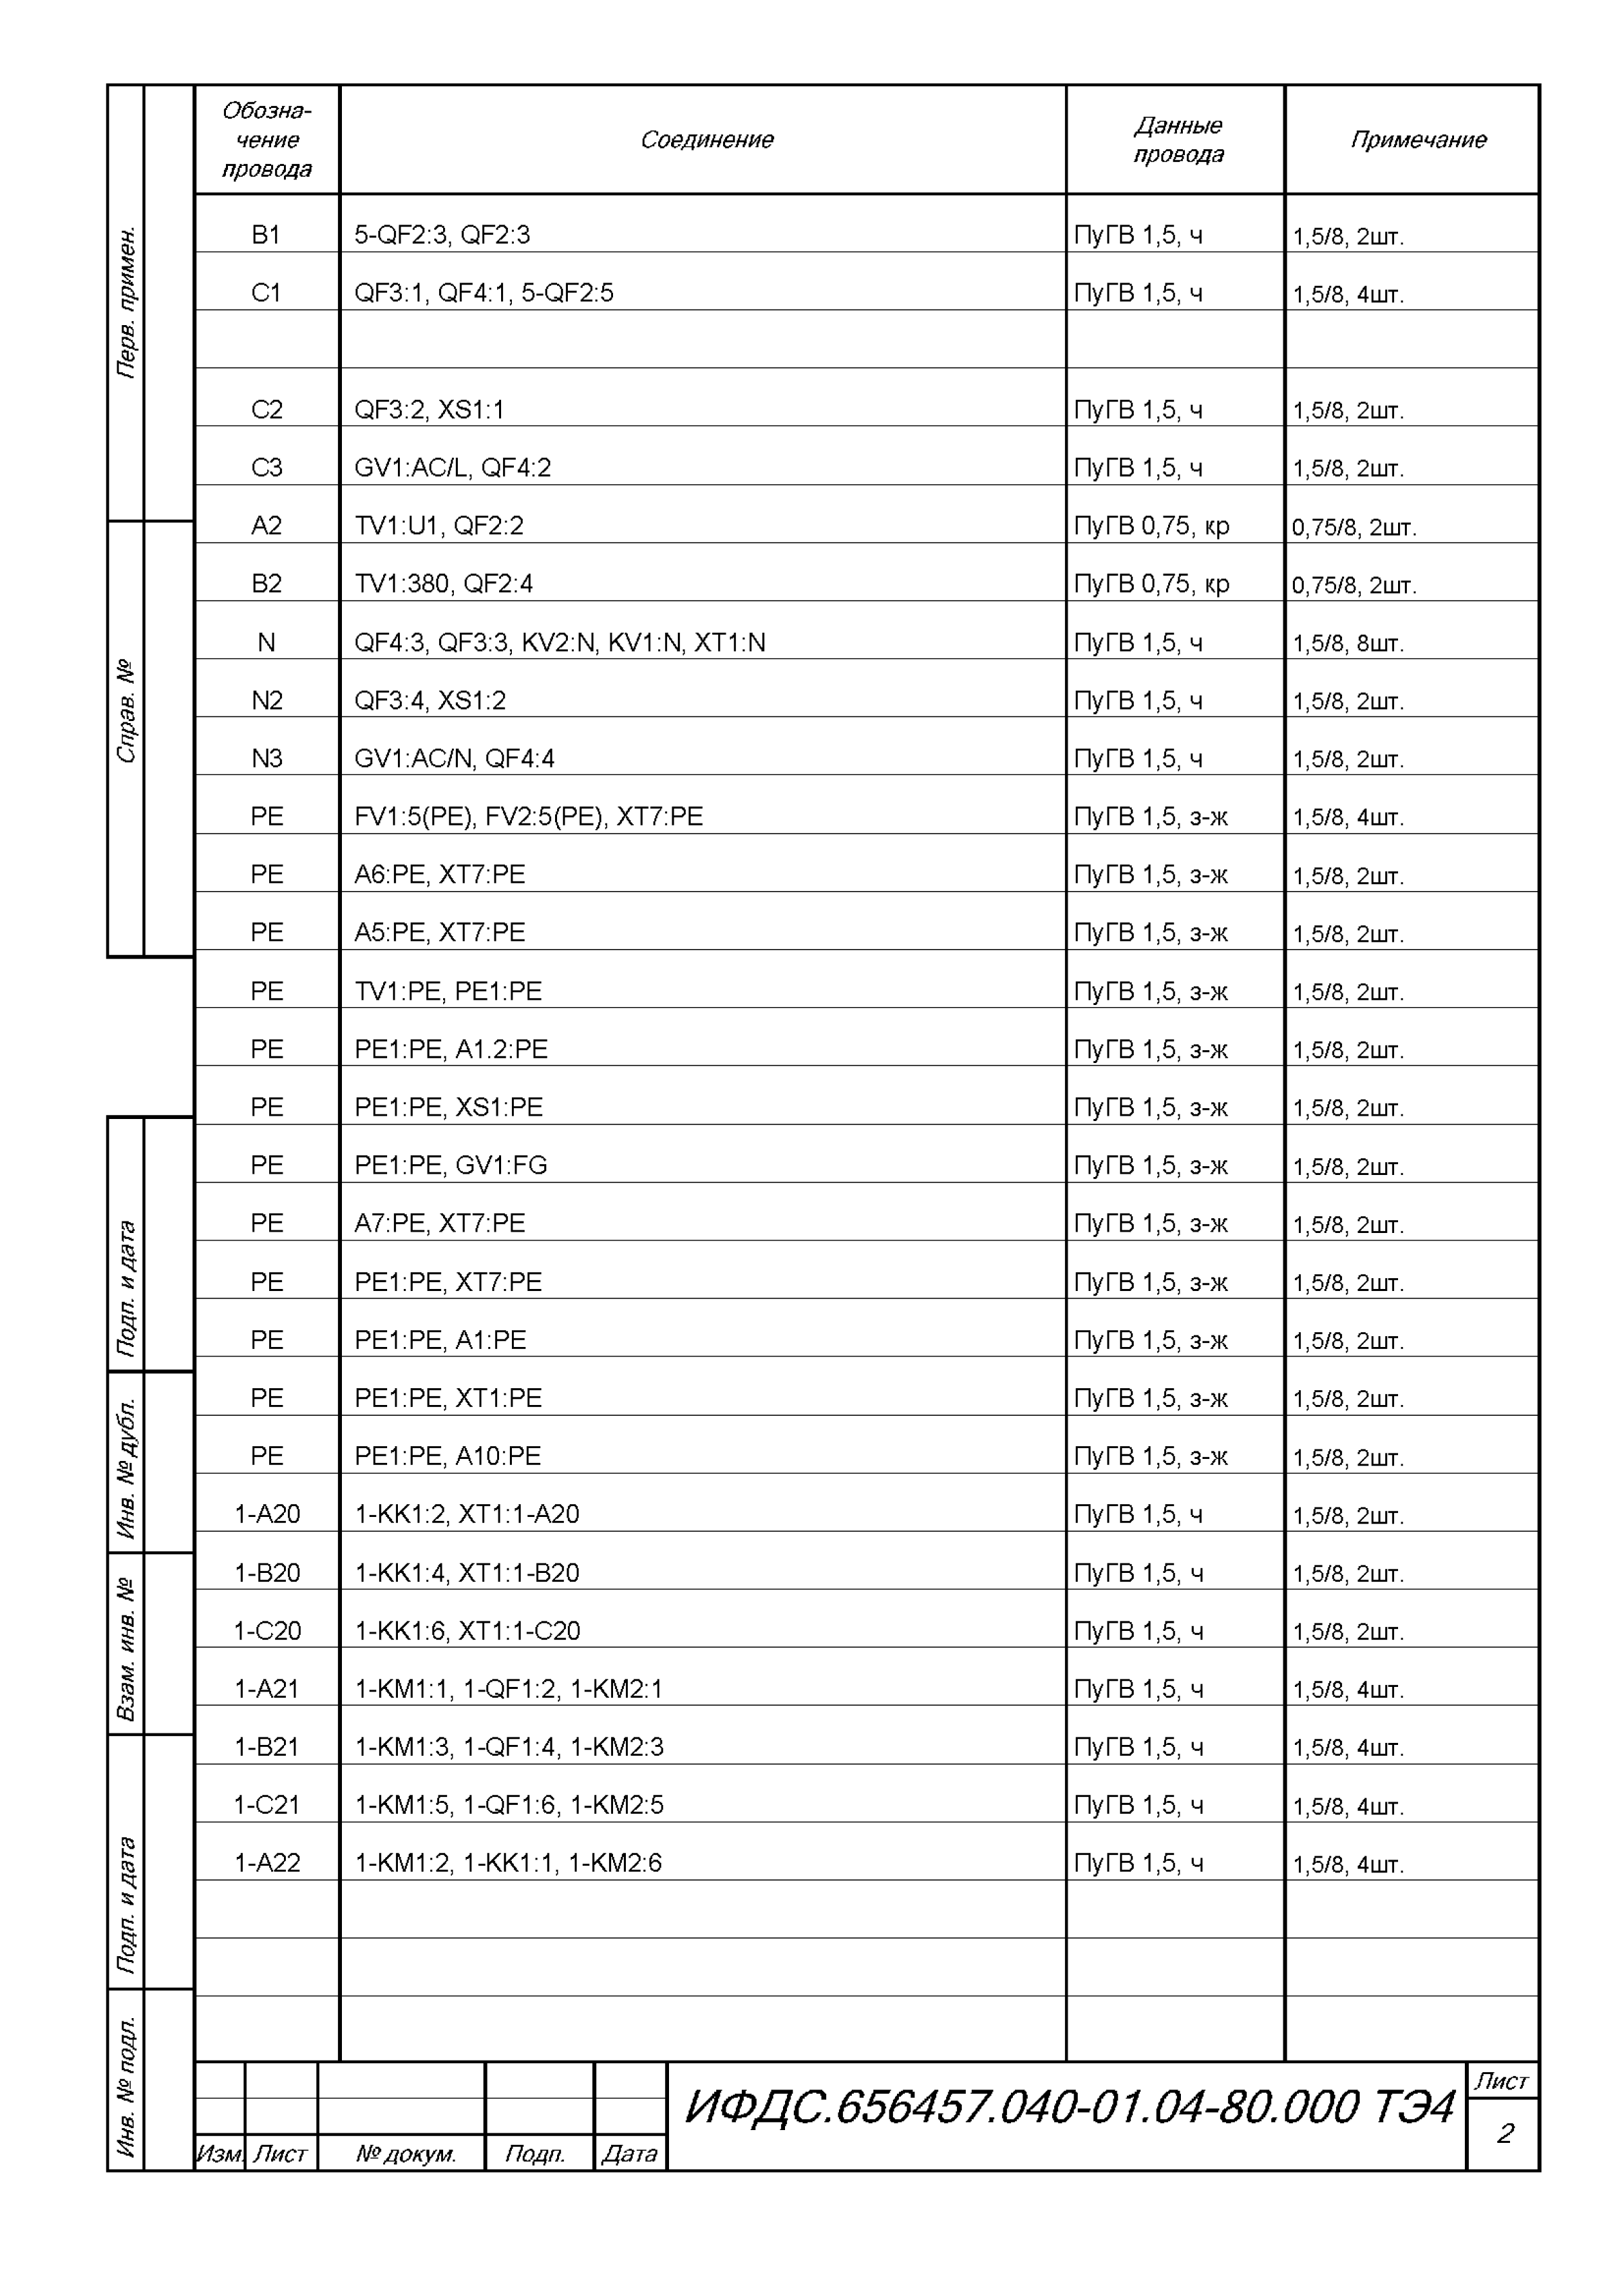 Обозна-
чение
провода
Соединение
Данные
провода
Примечание
B1 5-QF2:3, QF2:3 ПуГВ 1,5, ч 1,5/8, 2шт.
C1 QF3:1, QF4:1, 5-QF2:5 ПуГВ 1,5, ч 1,5/8, 4шт.
C2 QF3:2, XS1:1 ПуГВ 1,5, ч 1,5/8, 2шт.
C3 GV1:AC/L, QF4:2 ПуГВ 1,5, ч 1,5/8, 2шт.
A2 TV1:U1, QF2:2 ПуГВ 0,75, кр 0,75/8, 2шт.
B2 TV1:380, QF2:4 ПуГВ 0,75, кр 0,75/8, 2шт.
N QF4:3, QF3:3, KV2:N, KV1:N, XT1:N ПуГВ 1,5, ч 1,5/8, 8шт.
N2 QF3:4, XS1:2 ПуГВ 1,5, ч 1,5/8, 2шт.
N3 GV1:AC/N, QF4:4 ПуГВ 1,5, ч 1,5/8, 2шт.
PE FV1:5(PE), FV2:5(PE), XT7:PE ПуГВ 1,5, з-ж 1,5/8, 4шт.
PE A6:PE, XT7:PE ПуГВ 1,5, з-ж 1,5/8, 2шт.
PE A5:PE, XT7:PE ПуГВ 1,5, з-ж 1,5/8, 2шт.
PE TV1:PE, PE1:PE ПуГВ 1,5, з-ж 1,5/8, 2шт.
PE PE1:PE, A1.2:PE ПуГВ 1,5, з-ж 1,5/8, 2шт.
PE PE1:PE, XS1:PE ПуГВ 1,5, з-ж 1,5/8, 2шт.
PE PE1:PE, GV1:FG ПуГВ 1,5, з-ж 1,5/8, 2шт.
PE A7:PE, XT7:PE ПуГВ 1,5, з-ж 1,5/8, 2шт.
PE PE1:PE, XT7:PE ПуГВ 1,5, з-ж 1,5/8, 2шт.
PE PE1:PE, A1:PE ПуГВ 1,5, з-ж 1,5/8, 2шт.
PE PE1:PE, XT1:PE ПуГВ 1,5, з-ж 1,5/8, 2шт.
PE PE1:PE, A10:PE ПуГВ 1,5, з-ж 1,5/8, 2шт.
1-A20 1-KK1:2, XT1:1-A20 ПуГВ 1,5, ч 1,5/8, 2шт.
1-B20 1-KK1:4, XT1:1-B20 ПуГВ 1,5, ч 1,5/8, 2шт.
1-C20 1-KK1:6, XT1:1-C20 ПуГВ 1,5, ч 1,5/8, 2шт.
1-A21 1-KM1:1, 1-QF1:2, 1-KM2:1 ПуГВ 1,5, ч 1,5/8, 4шт.
1-B21 1-KM1:3, 1-QF1:4, 1-KM2:3 ПуГВ 1,5, ч 1,5/8, 4шт.
1-C21 1-KM1:5, 1-QF1:6, 1-KM2:5 ПуГВ 1,5, ч 1,5/8, 4шт.
1-A22 1-KM1:2, 1-KK1:1, 1-KM2:6 ПуГВ 1,5, ч 1,5/8, 4шт.
Перв. примен.
Справ. №
Подп. и дата
Инв. № дубл.
Взам. инв. №
Подп. и дата
Инв. № подл.
Изм. Лист № докум. Подп. Дата
ИФДС.656457.040-01.04-80.000 ТЭ4
Лист
2